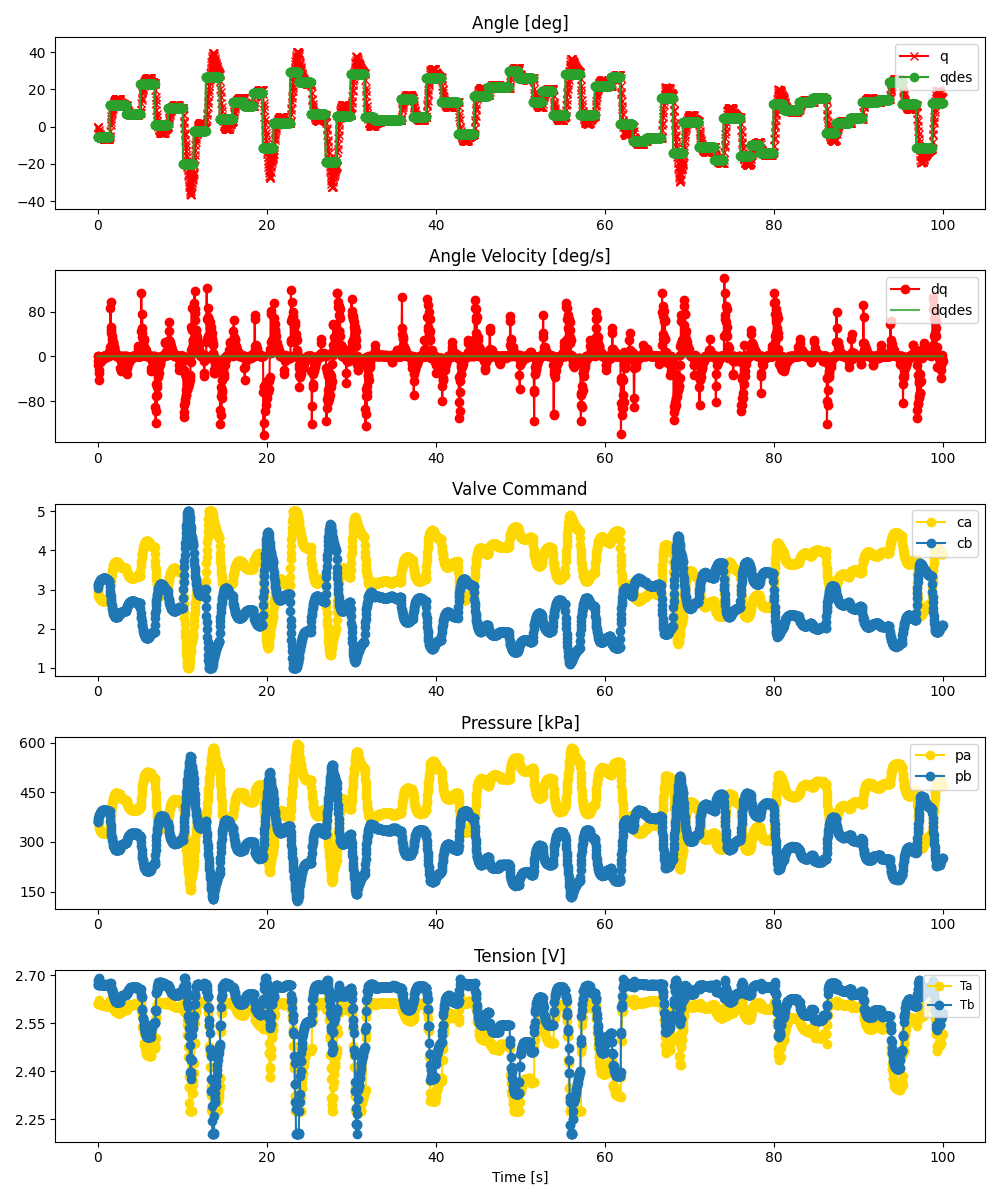 Angle [deg]
40
20
0
−20
−40
q
qdes
0 20 40 60 80 100
Angle Velocity [deg/s]
80
0
−80
dq
dqdes
0 20 40 60 80 100
Valve Command
5
4
3
2
1
ca
cb
0 20 40 60 80 100
Pressure [kPa]
600
450
300
150
pa
pb
0 20 40 60 80 100
Tension [V]
2.70
2.55
2.40
2.25
Ta
Tb
0 20 40 60 80 100
Time [s]